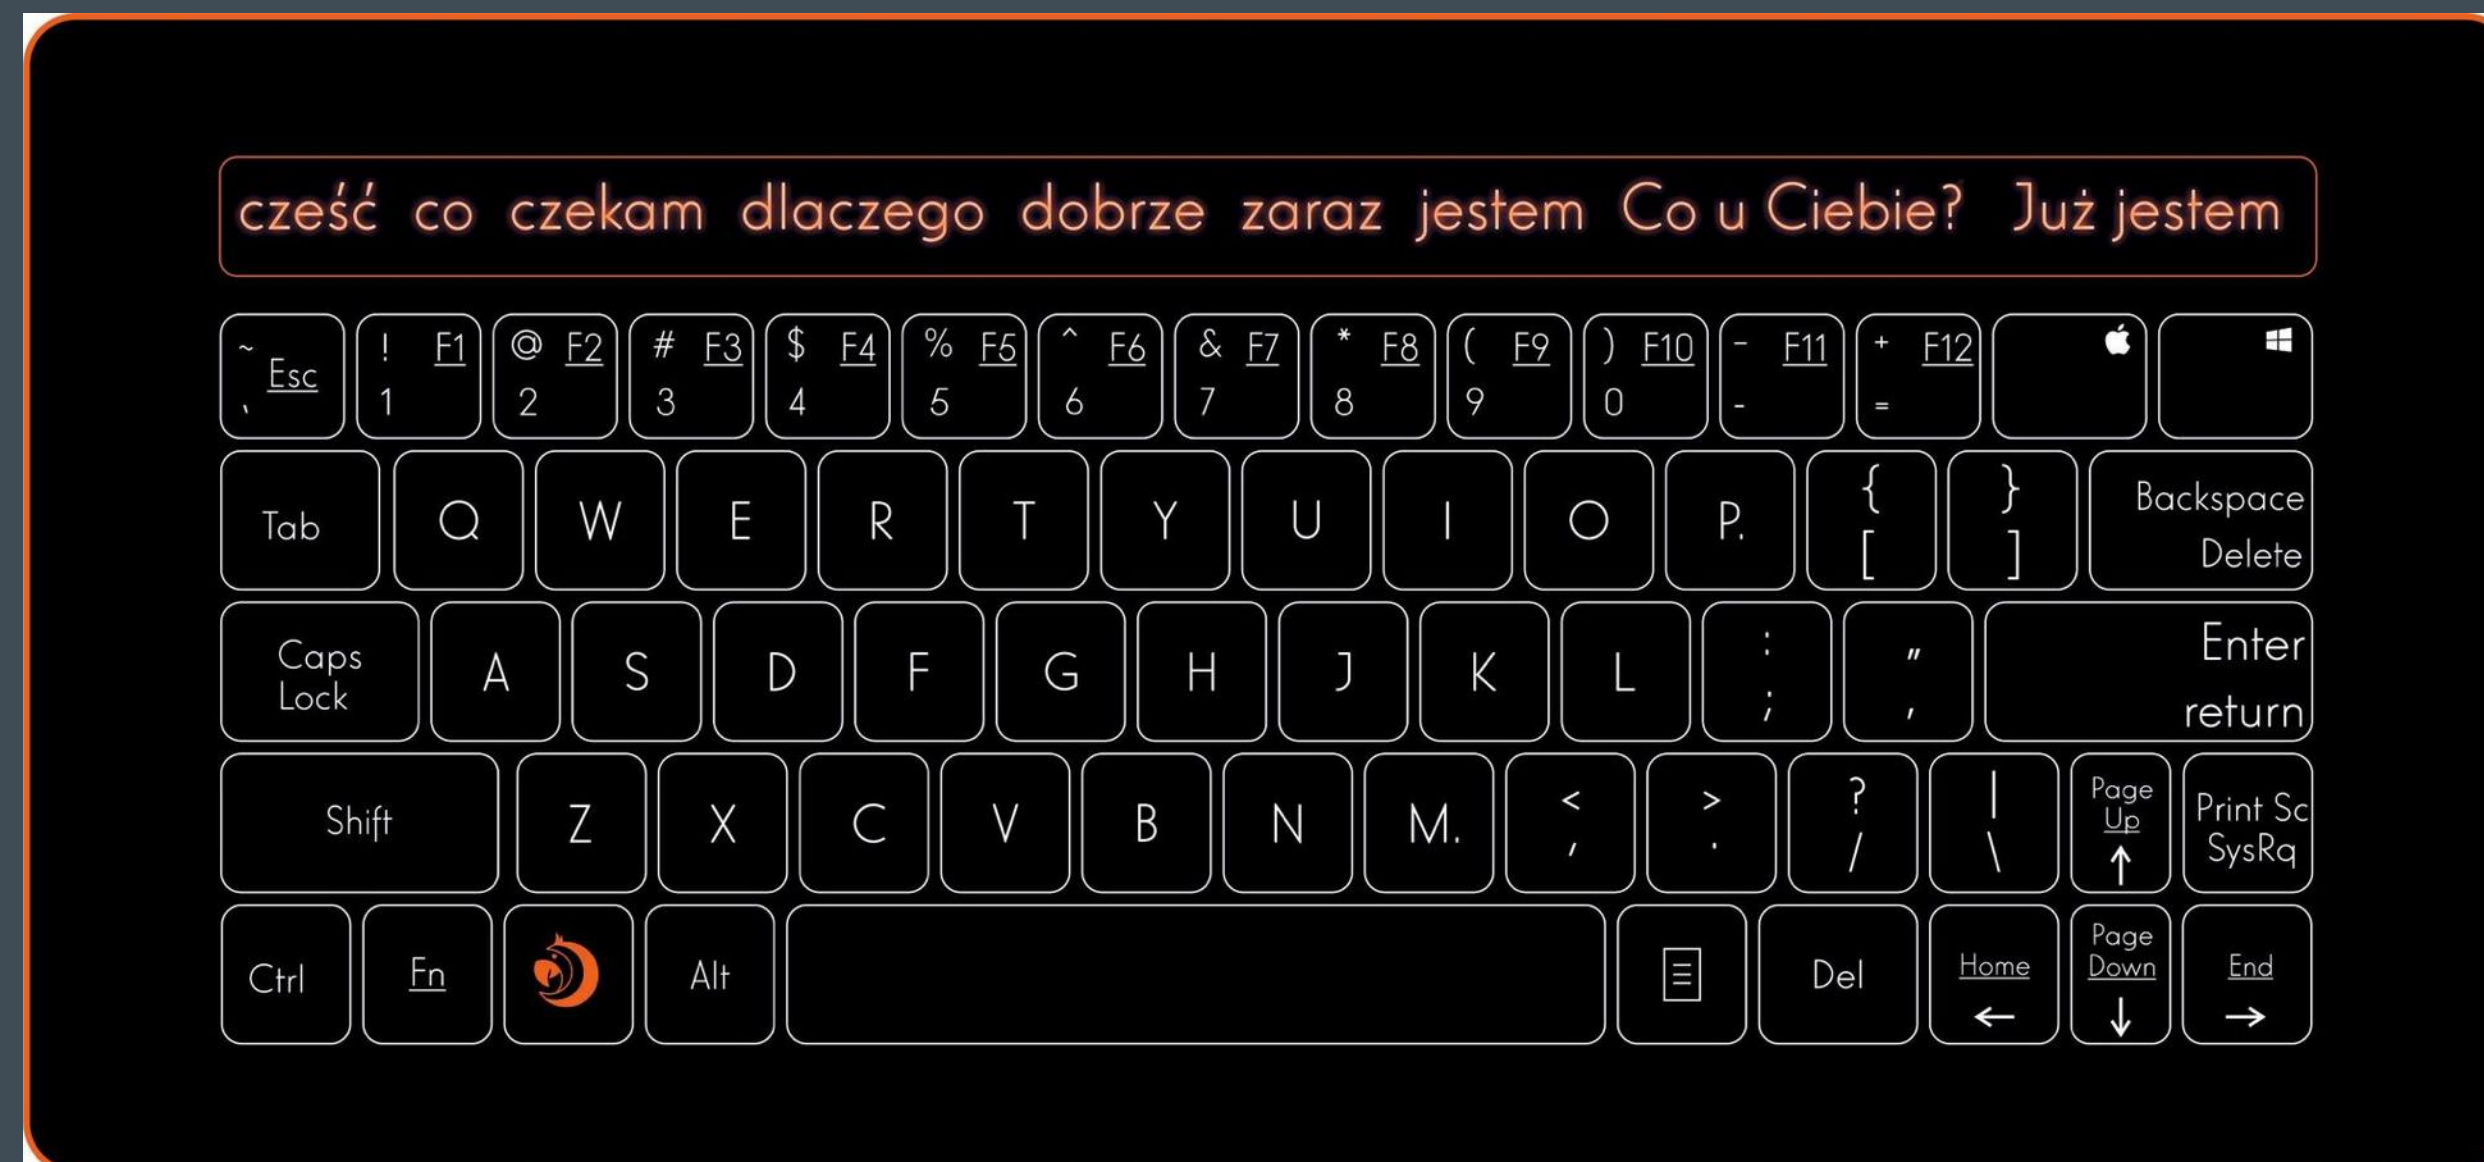 cześć co czekam dlaczego dobrze zaraz jestem Co u Ciebie? Już jestem
~ Esc ! F1 @ F2 # F3 $ F4 % F5 ^ F6 & F7 * F8 ( F9 ) F10 - F11 + F12
` 1 2 3 4 5 6 7 8 9 0 - =
Tab Q W E R T Y U I O P. { [ } ] Backspace Delete
Caps Lock A S D F G H J K L : ; " , Enter return
Shift Z X C V B N M. < , > . ? / | \ Page Up ↑ Print Sc SysRq
Ctrl Fn Alt Del Home ← Page Down ↓ End →